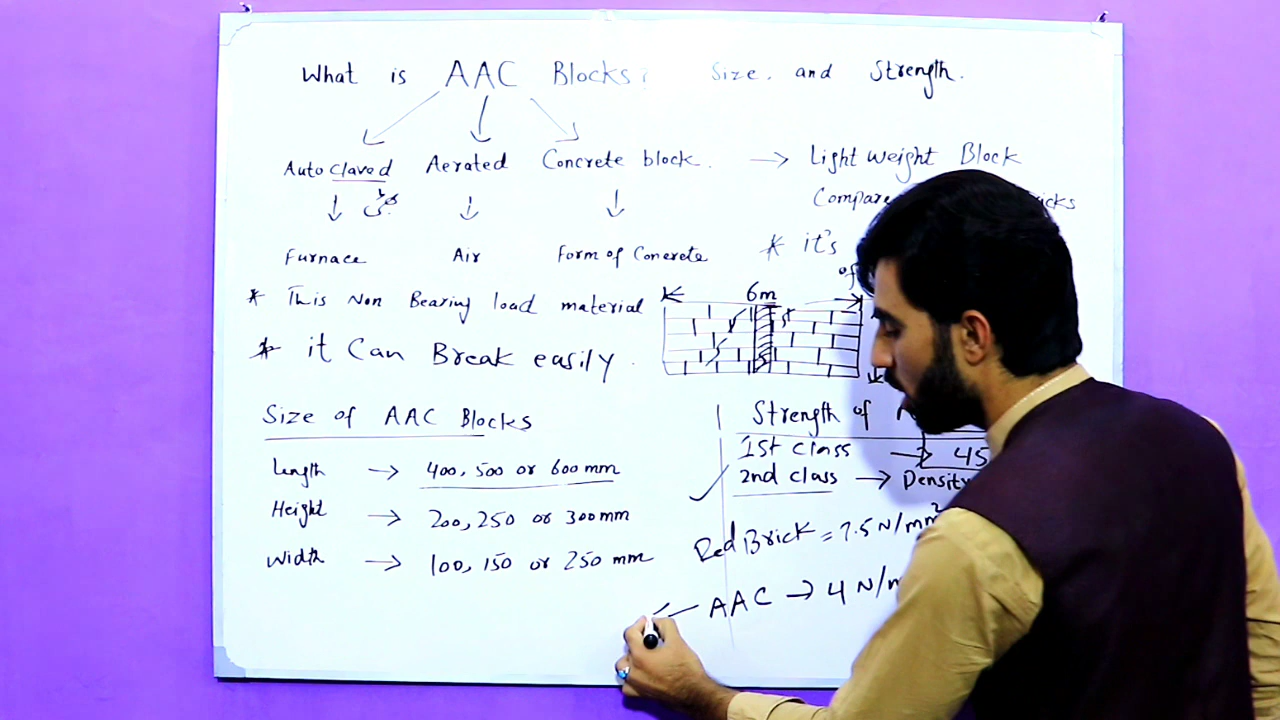 What is AAC Blocks? Size, and Strength.
Auto Claved Aerated Concrete block. → Light weight Block
Compare
↓ ↓ ↓
Furnace Air Form of Concrete
* it's
of
* This Non Bearing load material
6m
* it Can Break easily.
Size of AAC Blocks
Length → 400, 500 or 600 mm
Height → 200, 250 or 300mm
Width → 100, 150 or 250 mm
Strength of
1st class → 45
2nd class → Density
Red Brick = 7.5 N/mm²
AAC → 4 N/m